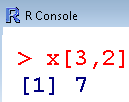 R Console
> x[3,2]
[1] 7